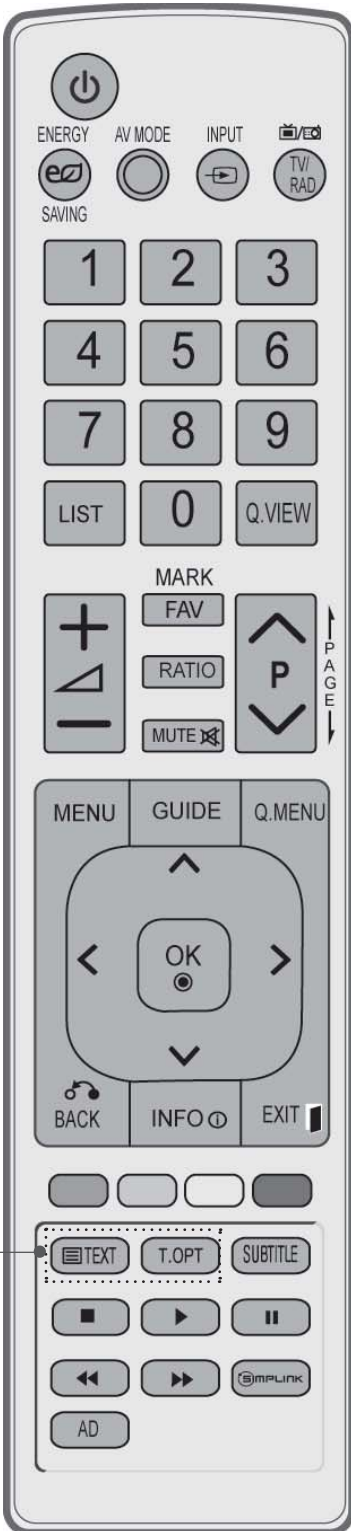 ENERGY AV MODE INPUT
TV/
RAD
SAVING
1 2 3
4 5 6
7 8 9
LIST 0 Q.VIEW
MARK
FAV
P
RATIO
MUTE
PAGE
MENU GUIDE Q.MENU
OK
BACK INFO EXIT
TEXT T.OPT SUBTITLE
SIMPLINK
AD